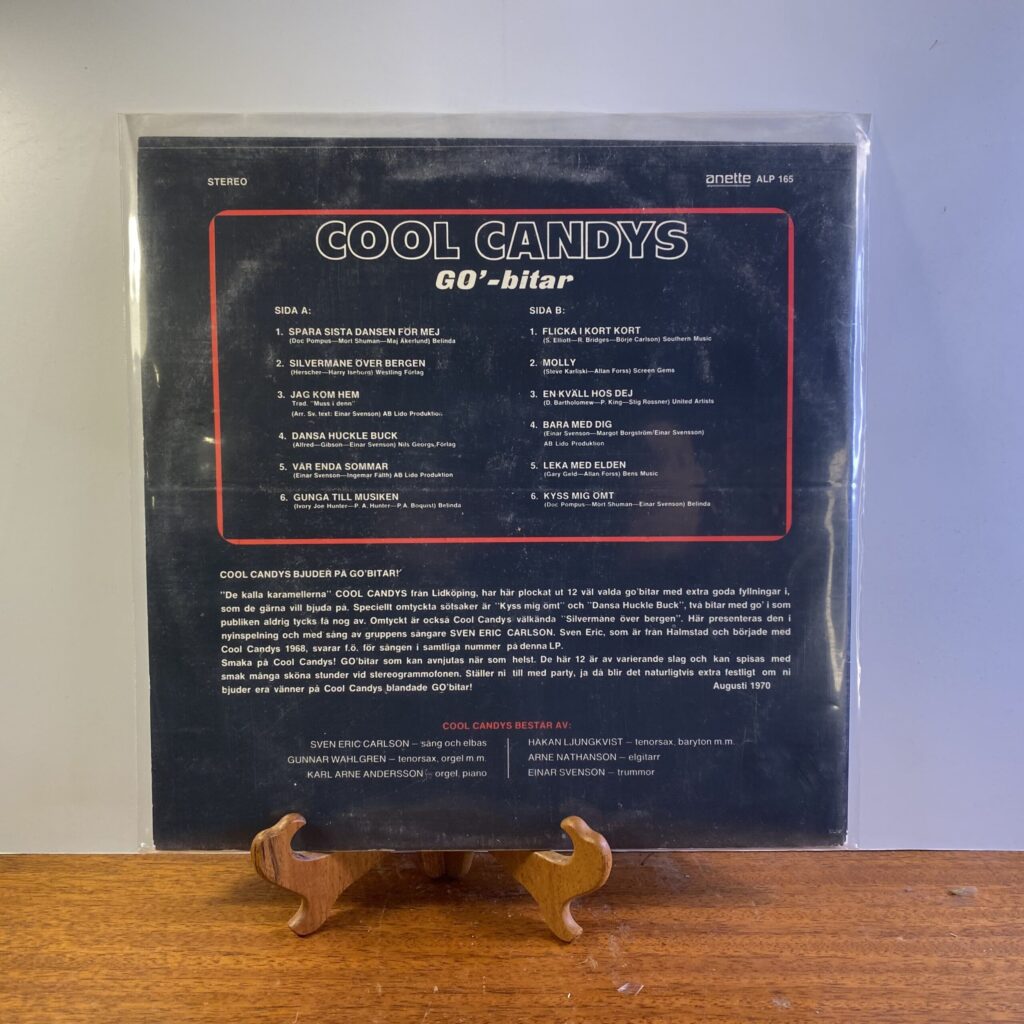 STEREO
anette ALP 165
COOL CANDYS
GO'-bitar
SIDA A:
1. SPARA SISTA DANSEN FÖR MEJ
(Doc Pompus—Mort Shuman—Maj Åkerlund) Belinda
2. SILVERMÅNE ÖVER BERGEN
(Herscher—Harry Iseborg) Westling Förlag
3. JAG KOM HEM
Trad. "Muss i denn"
(Arr. Sv. text: Einar Svenson) AB Lido Produktion
4. DANSA HUCKLE BUCK
(Alfred—Gibson—Einar Svenson) Nils Georgs Förlag
5. VÅR ENDA SOMMAR
(Einar Svenson—Ingemar Fälth) AB Lido Produktion
6. GUNGA TILL MUSIKEN
(Ivory Joe Hunter—P. A. Hunter—P.A. Boquist) Belinda
SIDA B:
1. FLICKA I KORT KORT
(S. Elliott—R. Bridges—Börje Carlson) Southern Music
2. MOLLY
(Steve Karliski—Allan Forss) Screen Gems
3. EN KVÄLL HOS DEJ
(D. Bartholomew—P. King—Stig Rossner) United Artists
4. BARA MED DIG
(Einar Svenson—Margot Borgström/Einar Svensson)
AB Lido Produktion
5. LEKA MED ELDEN
(Gary Geld—Allan Forss) Bens Music
6. KYSS MIG ÖMT
(Doc Pompus—Mort Shuman—Einar Svenson) Belinda
COOL CANDYS BJUDER PÅ GO'BITAR!
"De kalla karamellerna" COOL CANDYS från Lidköping, har här plockat ut 12 väl valda go'bitar med extra goda fyllningar i,
som de gärna vill bjuda på. Speciellt omtyckta sötsaker är "Kyss mig ömt" och "Dansa Huckle Buck", två bitar med go' i som
publiken aldrig tycks få nog av. Omtyckt är också Cool Candys välkända "Silvermåne över bergen". Här presenteras den i
nyinspelning och med sång av gruppens sångare SVEN ERIC CARLSON. Sven Eric, som är från Halmstad och började med
Cool Candys 1968, svarar f.ö. för sången i samtliga nummer på denna LP.
Smaka på Cool Candys! GO'bitar som kan avnjutas när som helst. De här 12 är av varierande slag och kan spisas med
smak många sköna stunder vid stereogrammofonen. Ställer ni till med party, ja då blir det naturligtvis extra festligt om ni
bjuder era vänner på Cool Candys blandade GO'bitar!
Augusti 1970
COOL CANDYS BESTÅR AV:
SVEN ERIC CARLSON — sång och elbas
GUNNAR WAHLGREN — tenorsax, orgel m.m.
KARL ARNE ANDERSSON — orgel, piano
HÅKAN LJUNGKVIST — tenorsax, baryton m.m.
ARNE NATHANSON — elgitarr
EINAR SVENSON — trummor